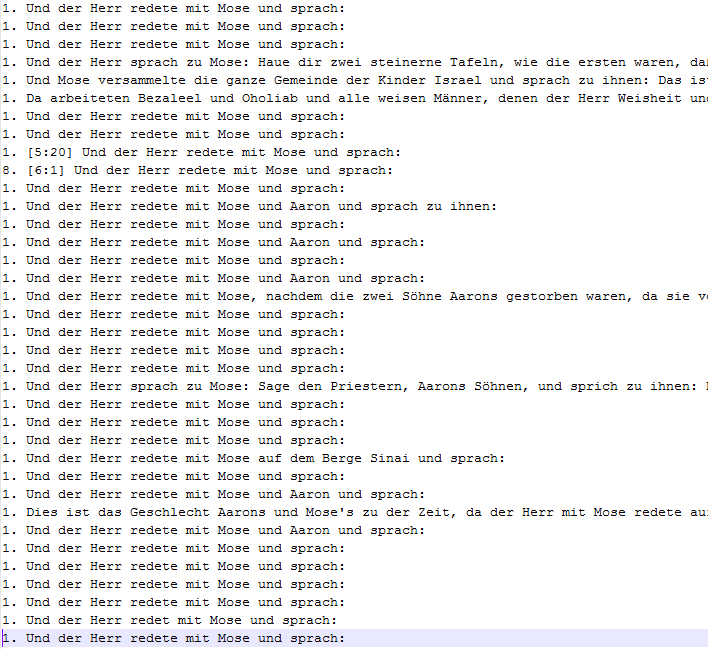 1. Und der Herr redete mit Mose und sprach:
1. Und der Herr redete mit Mose und sprach:
1. Und der Herr redete mit Mose und sprach:
1. Und der Herr sprach zu Mose: Haue dir zwei steinerne Tafeln, wie die ersten waren,
1. Und Mose versammelte die ganze Gemeinde der Kinder Israel und sprach zu ihnen: Das
1. Da arbeiteten Bezaleel und Oholiab und alle weisen Männer, denen der Herr Weisheit
1. Und der Herr redete mit Mose und sprach:
1. Und der Herr redete mit Mose und sprach:
1. [5:20] Und der Herr redete mit Mose und sprach:
8. [6:1] Und der Herr redete mit Mose und sprach:
1. Und der Herr redete mit Mose und sprach:
1. Und der Herr redete mit Mose und Aaron und sprach zu ihnen:
1. Und der Herr redete mit Mose und sprach:
1. Und der Herr redete mit Mose und Aaron und sprach:
1. Und der Herr redete mit Mose und sprach:
1. Und der Herr redete mit Mose und Aaron und sprach:
1. Und der Herr redete mit Mose, nachdem die zwei Söhne Aarons gestorben waren, da sie
1. Und der Herr redete mit Mose und sprach:
1. Und der Herr redete mit Mose und sprach:
1. Und der Herr redete mit Mose und sprach:
1. Und der Herr redete mit Mose und sprach:
1. Und der Herr sprach zu Mose: Sage den Priestern, Aarons Söhnen, und sprich zu ihnen:
1. Und der Herr redete mit Mose und sprach:
1. Und der Herr redete mit Mose und sprach:
1. Und der Herr redete mit Mose und sprach:
1. Und der Herr redete mit Mose auf dem Berge Sinai und sprach:
1. Und der Herr redete mit Mose und sprach:
1. Und der Herr redete mit Mose und Aaron und sprach:
1. Dies ist das Geschlecht Aarons und Mose's zu der Zeit, da der Herr mit Mose redete
1. Und der Herr redete mit Mose und Aaron und sprach:
1. Und der Herr redete mit Mose und sprach:
1. Und der Herr redete mit Mose und sprach:
1. Und der Herr redete mit Mose und sprach:
1. Und der Herr redete mit Mose und sprach:
1. Und der Herr redet mit Mose und sprach:
1. Und der Herr redete mit Mose und sprach: